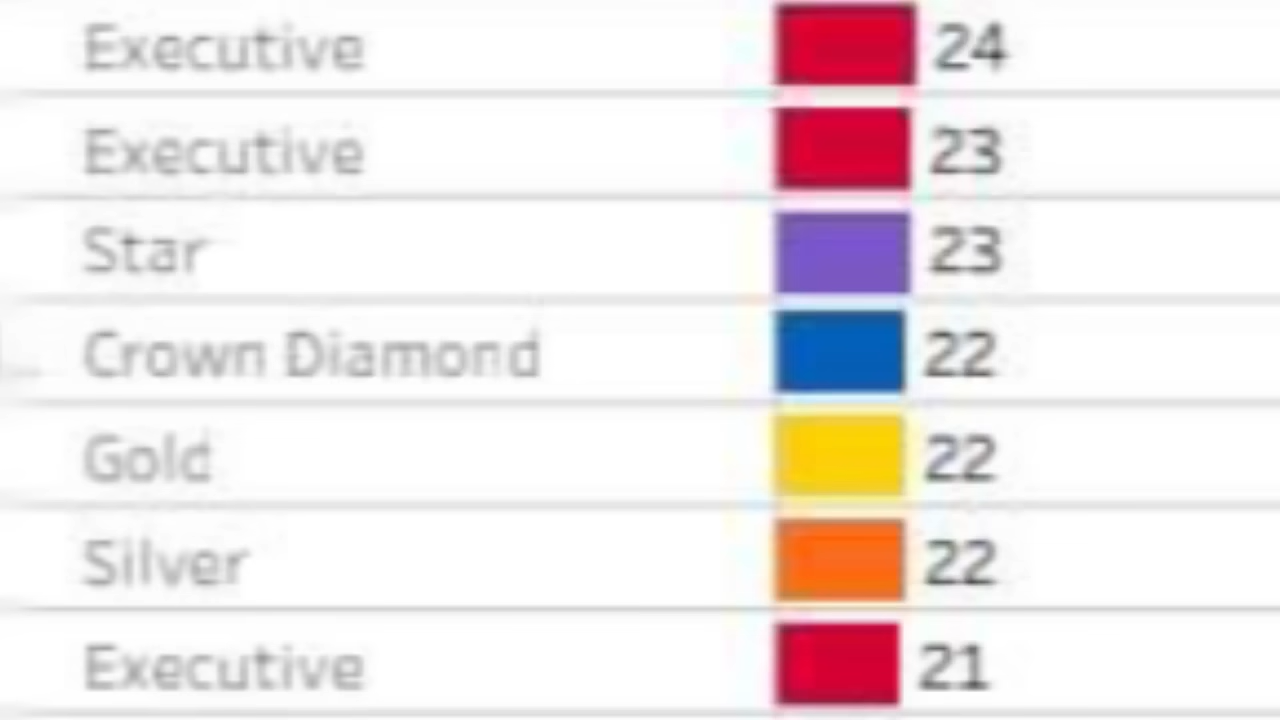 Executive 24
Executive 23
Star 23
Crown Diamond 22
Gold 22
Silver 22
Executive 21